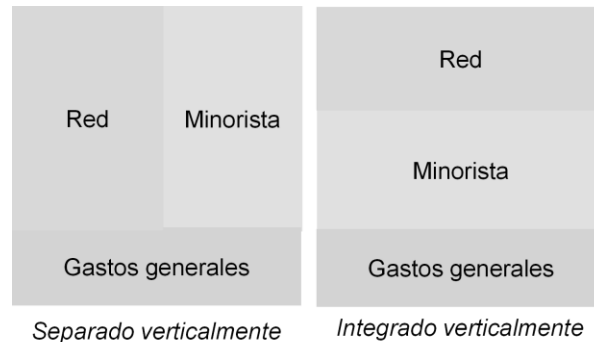 Red
Minorista
Gastos generales
Separado verticalmente
Red
Minorista
Gastos generales
Integrado verticalmente